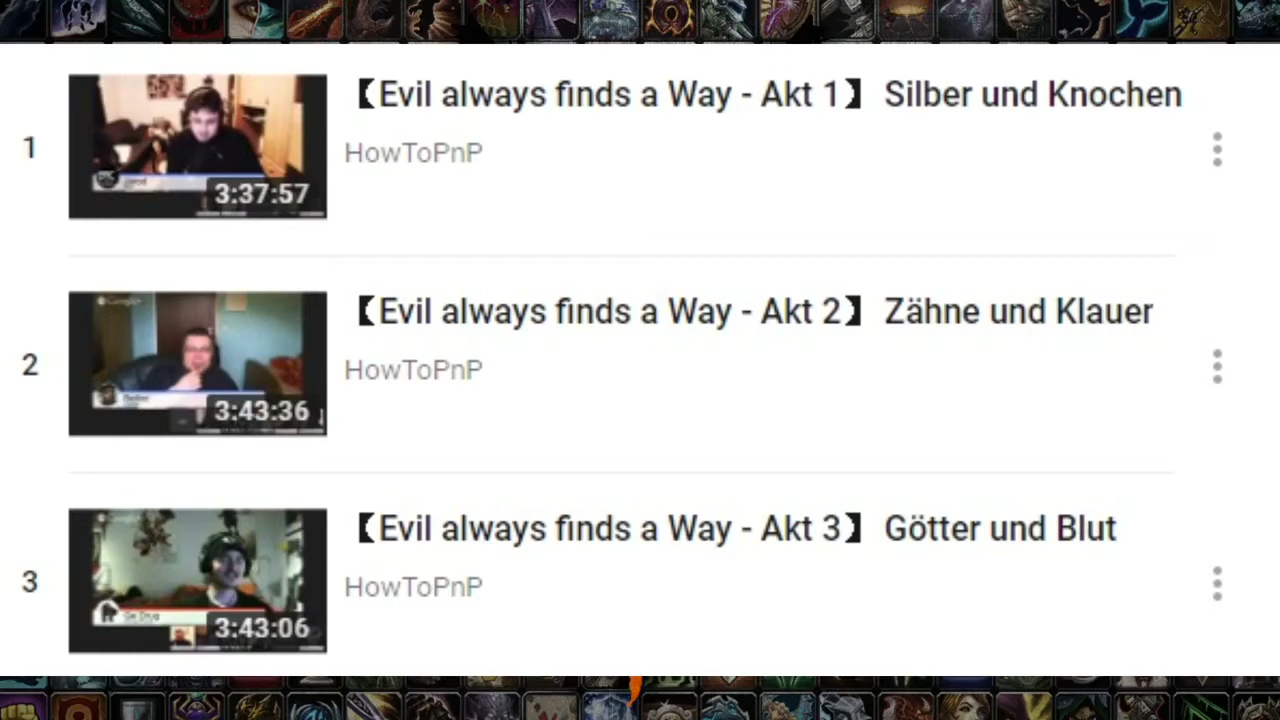 1
【Evil always finds a Way - Akt 1】 Silber und Knochen
HowToPnP
3:37:57
2
【Evil always finds a Way - Akt 2】 Zähne und Klauer
HowToPnP
Google+
3:43:36
3
【Evil always finds a Way - Akt 3】 Götter und Blut
HowToPnP
3:43:06